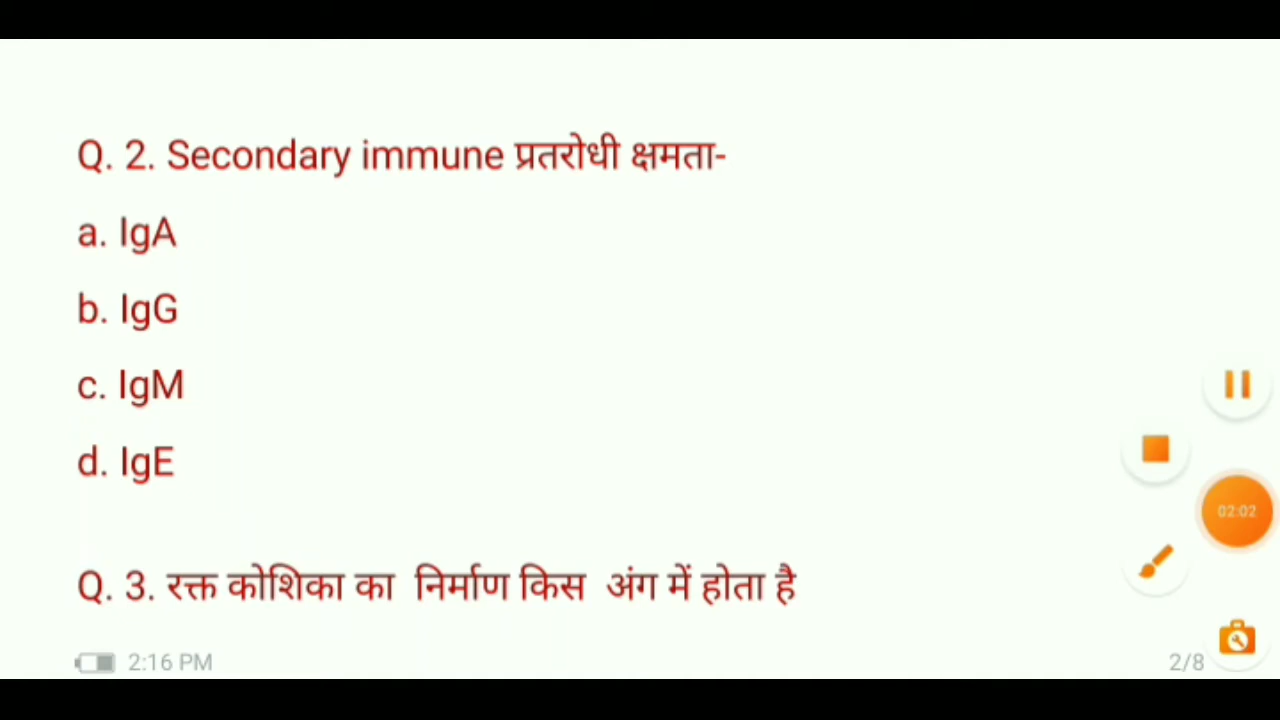 Q. 2. Secondary immune प्रतरोधी क्षमता-
a. IgA
b. IgG
c. IgM
d. IgE
Q. 3. रक्त कोशिका का निर्माण किस अंग में होता है
02:02
2:16 PM
2/8